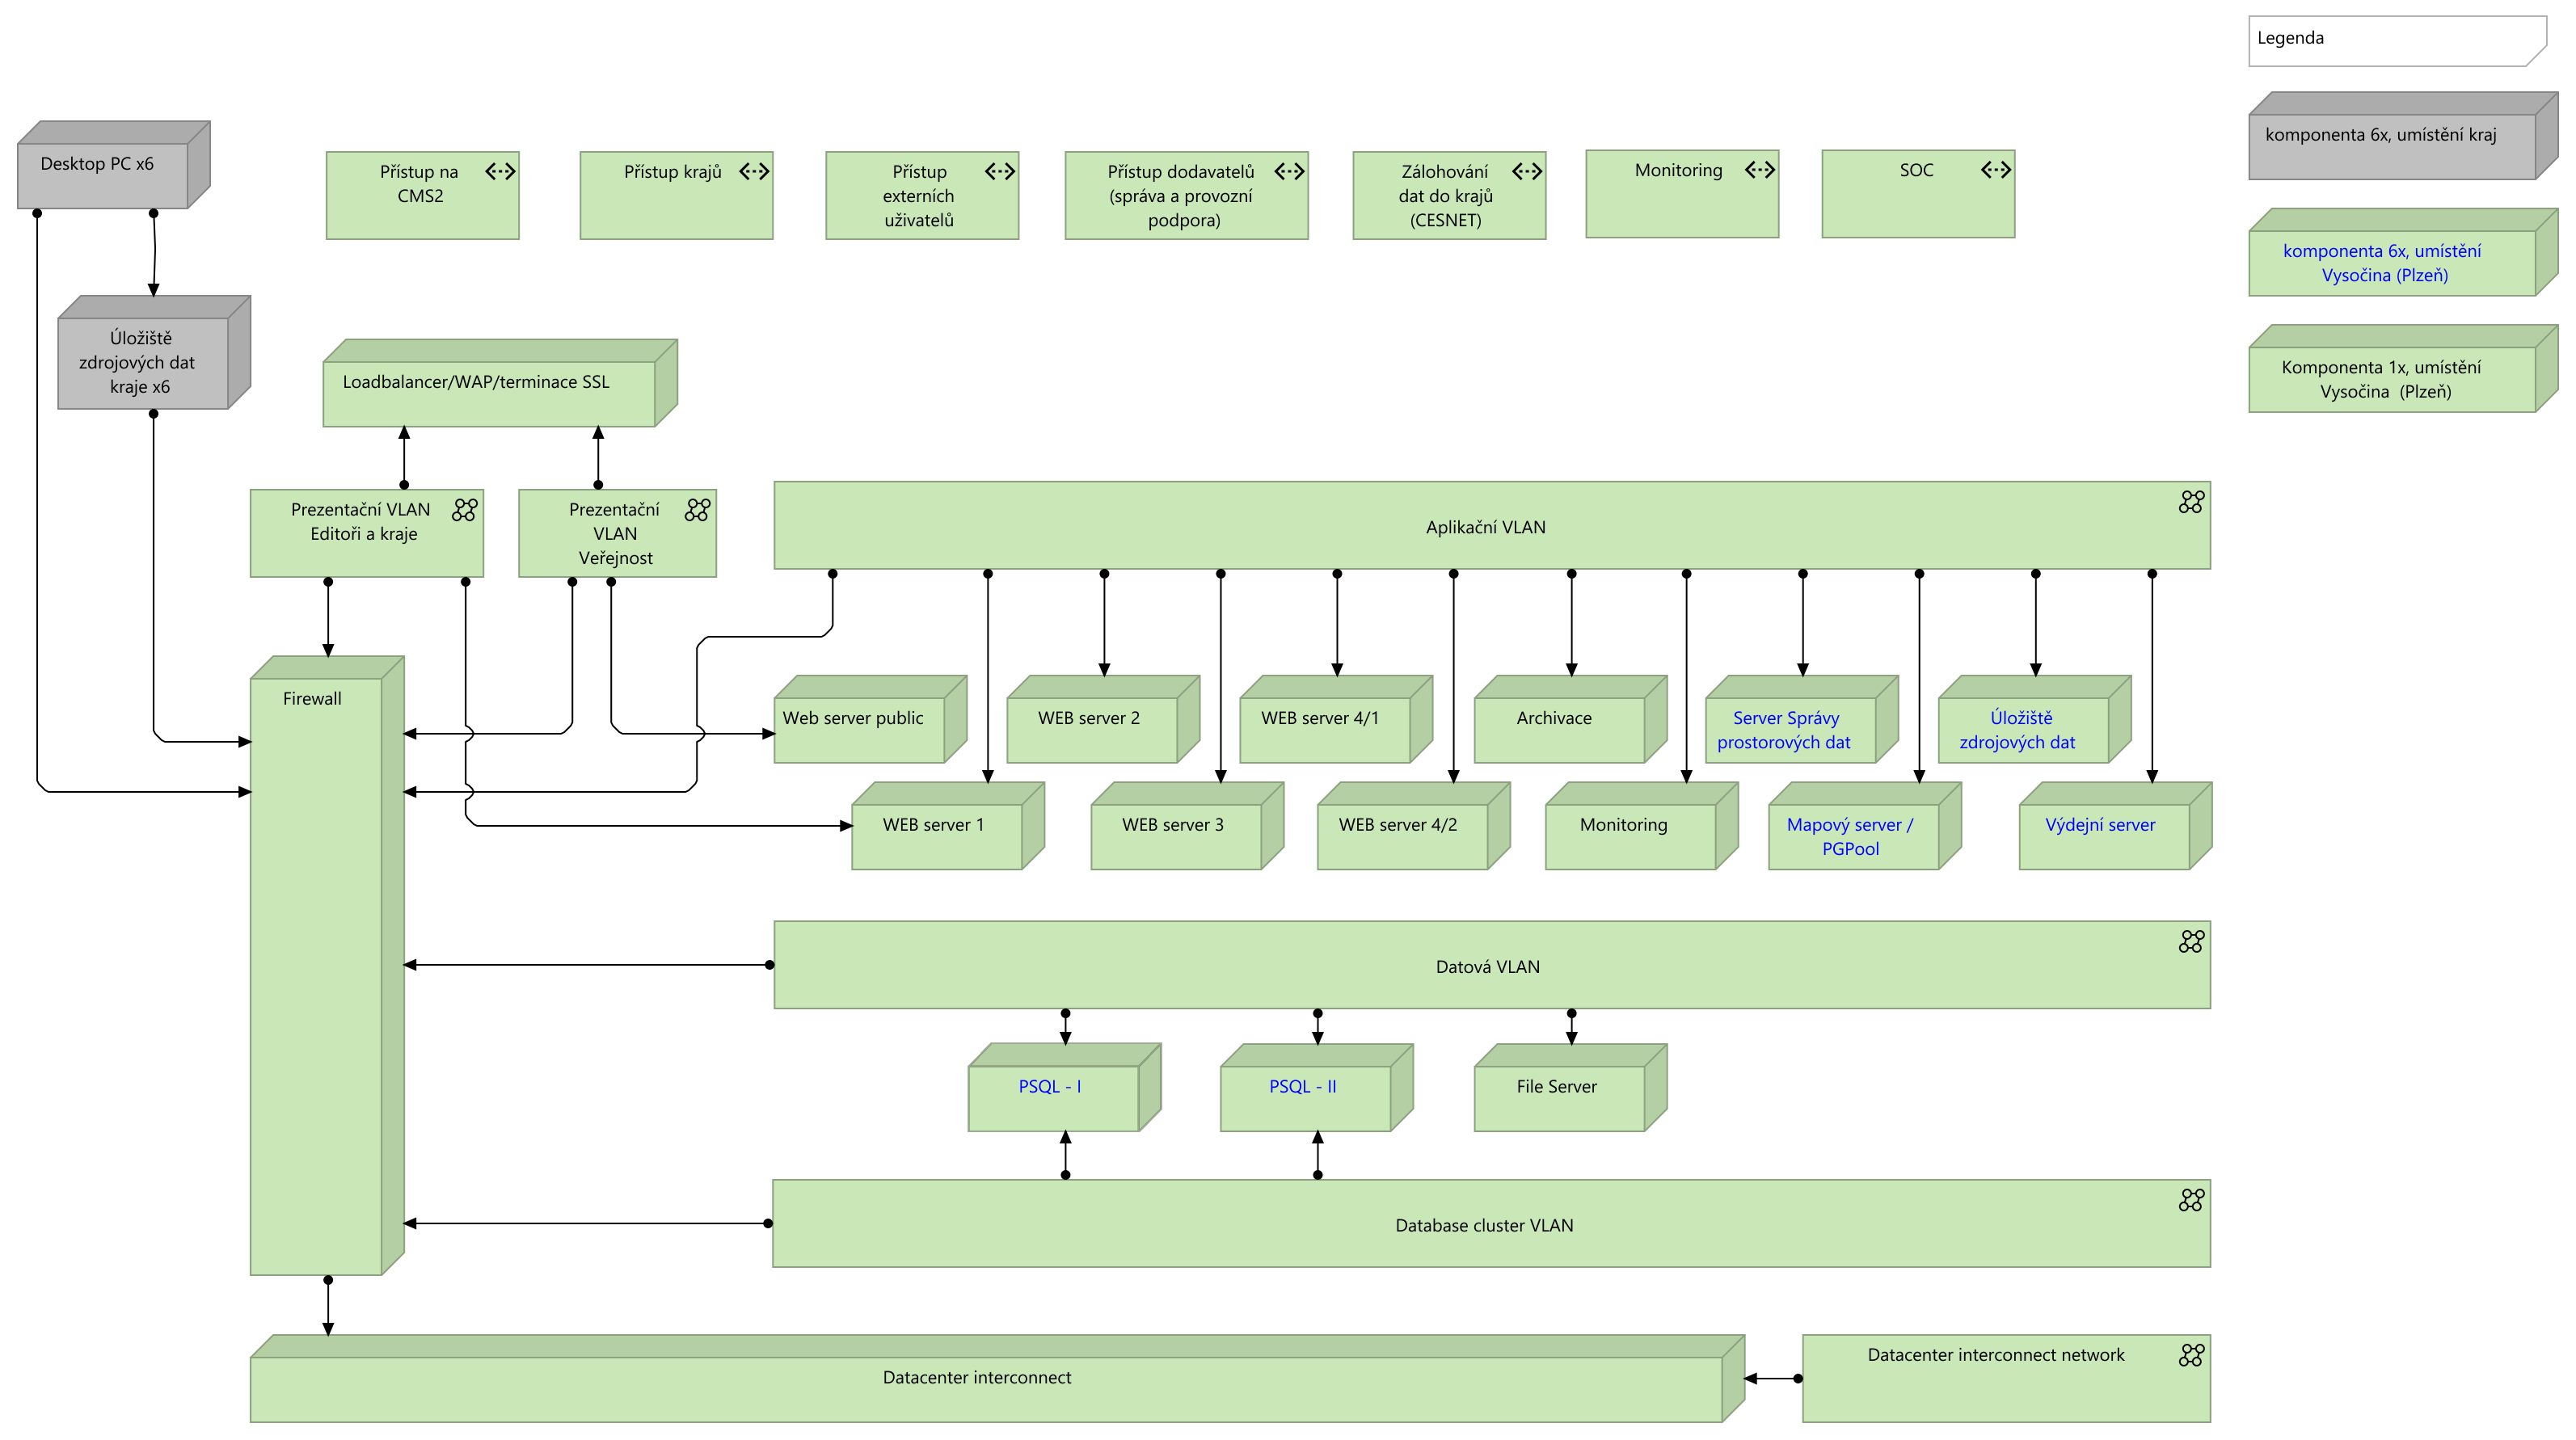 Legenda
komponenta 6x, umístění kraj
komponenta 6x, umístění
Vysočina (Plzeň)
Komponenta 1x, umístění
Vysočina  (Plzeň)
Desktop PC x6
Přístup na
CMS2
Přístup krajů
Přístup
externích
uživatelů
Přístup dodavatelů
(správa a provozní
podpora)
Zálohování
dat do krajů
(CESNET)
Monitoring
SOC
Úložiště
zdrojových dat
kraje x6
Loadbalancer/WAP/terminace SSL
Prezentační VLAN
Editoři a kraje
Prezentační
VLAN
Veřejnost
Aplikační VLAN
Firewall
Web server public
WEB server 2
WEB server 4/1
Archivace
Server Správy
prostorových dat
Úložiště
zdrojových dat
WEB server 1
WEB server 3
WEB server 4/2
Monitoring
Mapový server /
PGPool
Výdejní server
Datová VLAN
PSQL - I
PSQL - II
File Server
Database cluster VLAN
Datacenter interconnect
Datacenter interconnect network